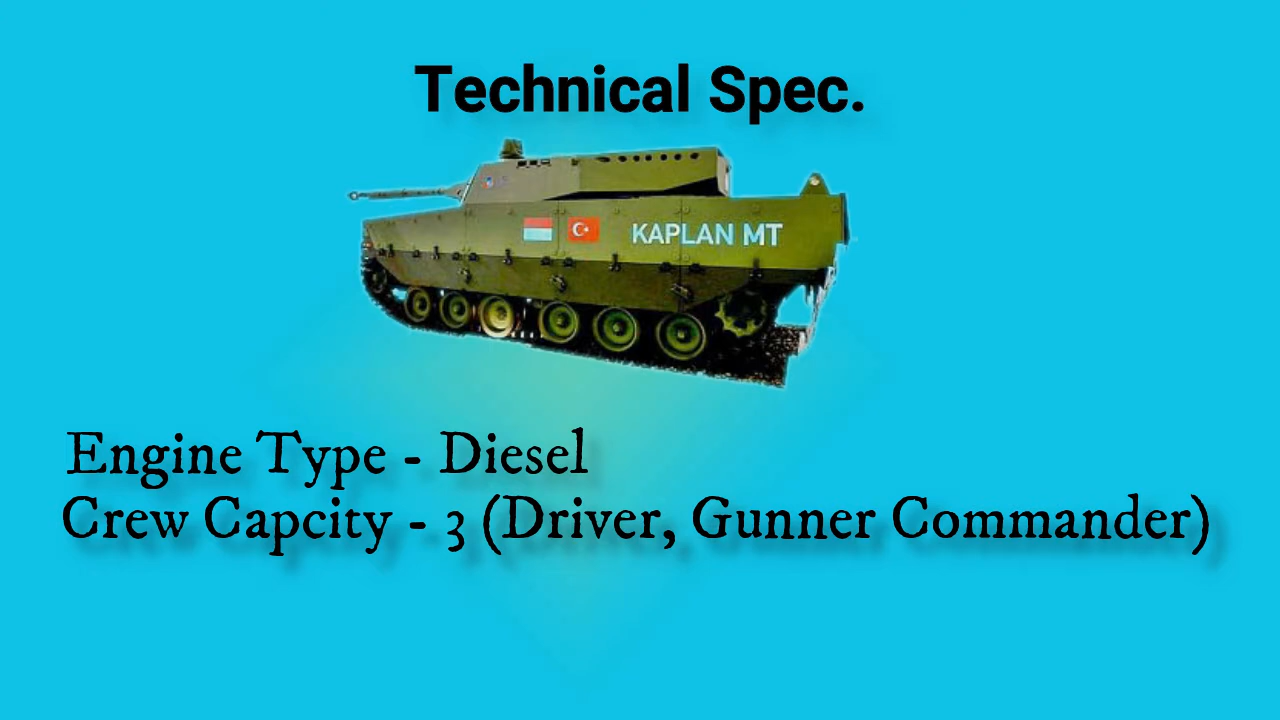 Technical Spec.
KAPLAN MT
Engine Type - Diesel
Crew Capcity - 3 (Driver, Gunner Commander)